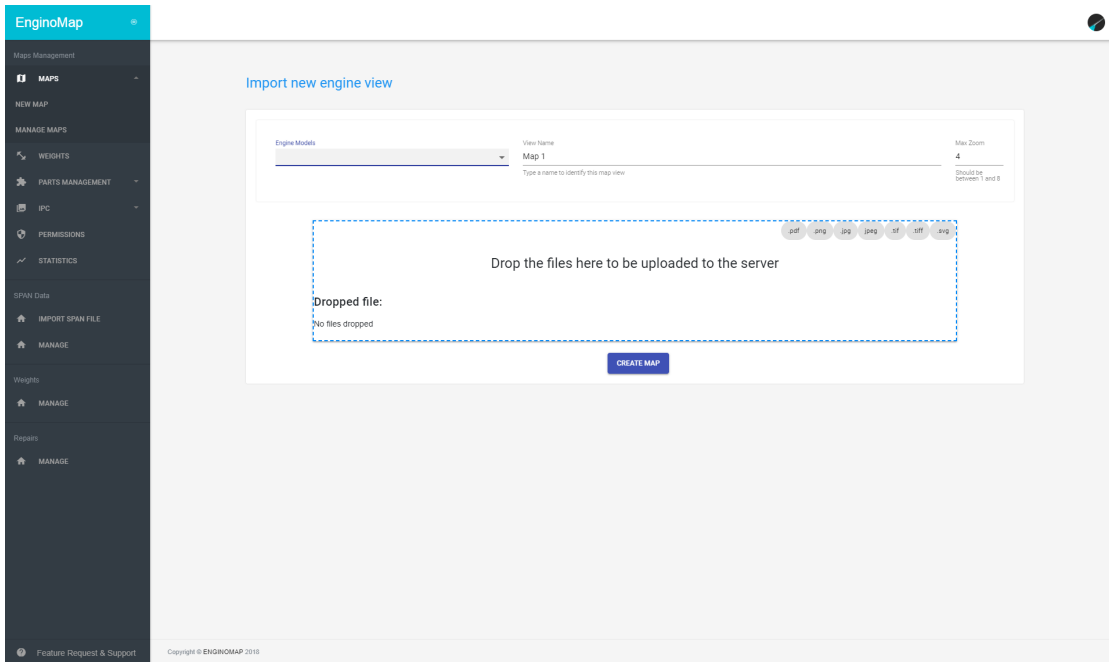 EnginoMap
Maps Management
MAPS
NEW MAP
MANAGE MAPS
WEIGHTS
PARTS MANAGEMENT
IPC
PERMISSIONS
STATISTICS
SPAN Data
IMPORT SPAN FILE
MANAGE
Weights
MANAGE
Repairs
MANAGE
Feature Request & Support
Import new engine view
Engine Models
View Name
Map 1
Type a name to identify this map view
Max Zoom
4
Should be
between 1 and 8
.pdf .png .jpg .jpeg .tif .tiff .svg
Drop the files here to be uploaded to the server
Dropped file:
No files dropped
CREATE MAP
Copyright © ENGINOMAP 2018